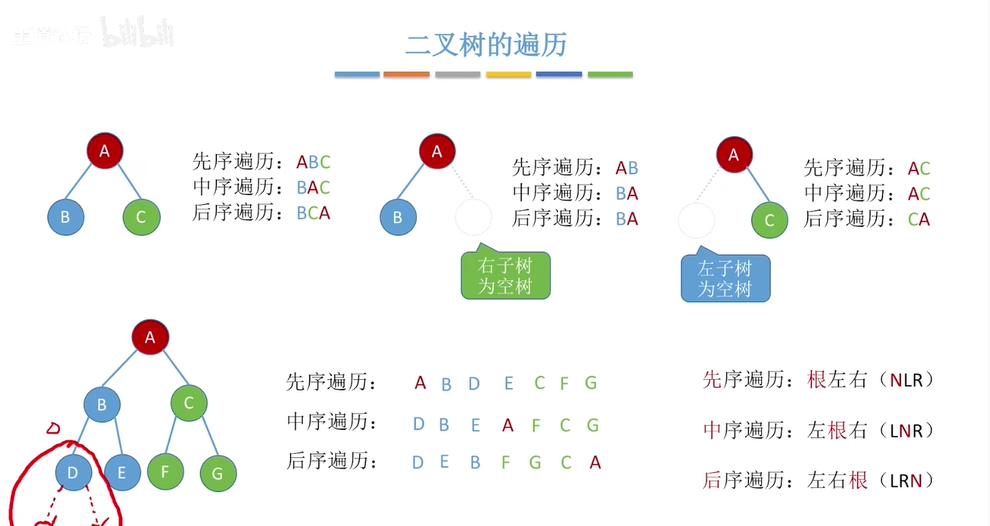 bilibili
二叉树的遍历
A
B
C
先序遍历：ABC
中序遍历：BAC
后序遍历：BCA
A
B
右子树
为空树
先序遍历：AB
中序遍历：BA
后序遍历：BA
A
C
左子树
为空树
先序遍历：AC
中序遍历：AC
后序遍历：CA
A
B
C
D
E
F
G
先序遍历： A B D E C F G
中序遍历： D B E A F C G
后序遍历： D E B F G C A
先序遍历：根左右（NLR）
中序遍历：左根右（LNR）
后序遍历：左右根（LRN）